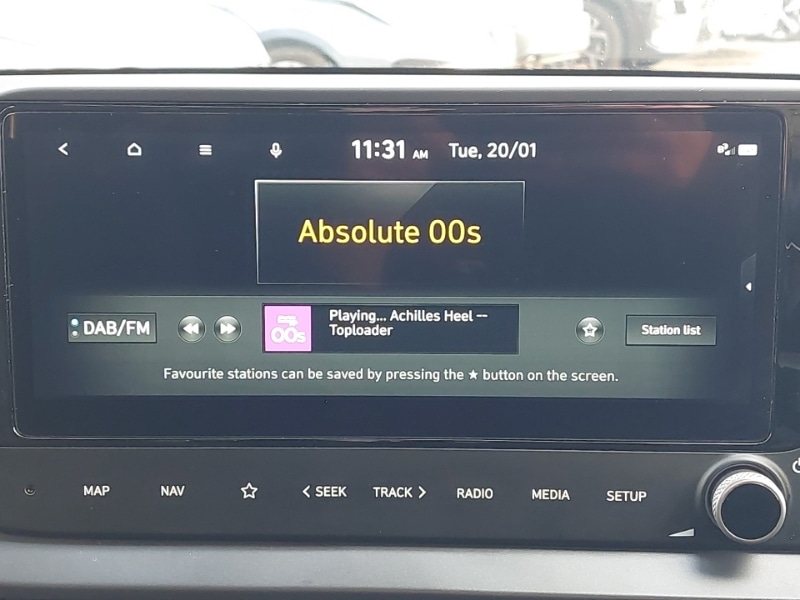 11:31 AM Tue, 20/01
Absolute 00s
DAB/FM
00s
Playing... Achilles Heel --
Toploader
Station list
Favourite stations can be saved by pressing the ★ button on the screen.
MAP NAV ☆ < SEEK TRACK > RADIO MEDIA SETUP